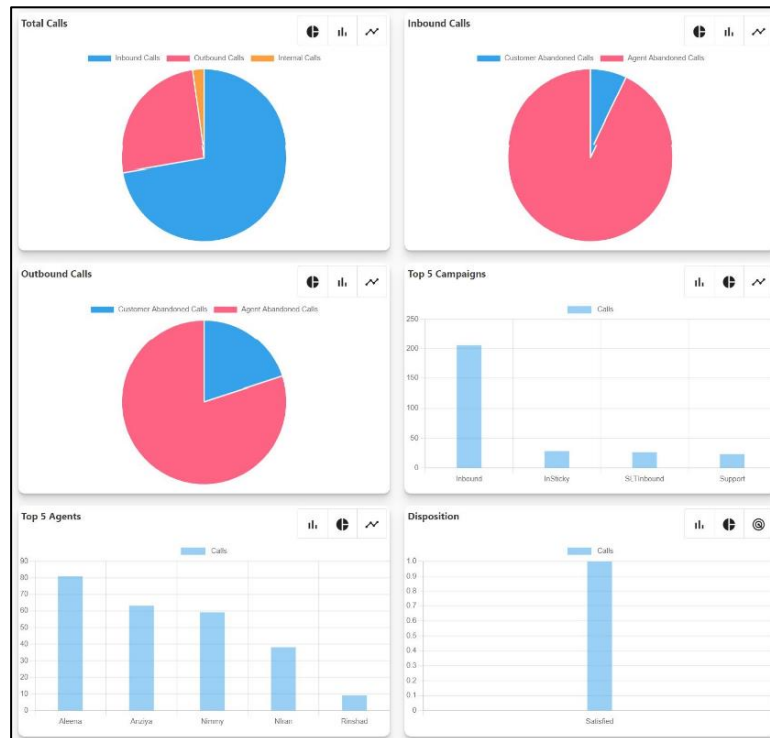 Total Calls
Inbound Calls Outbound Calls Internal Calls
Inbound Calls
Customer Abandoned Calls Agent Abandoned Calls
Outbound Calls
Customer Abandoned Calls Agent Abandoned Calls
Top 5 Campaigns
Calls
250
200
150
100
50
0
Inbound InSticky Support
Top 5 Agents
Calls
90
80
70
60
50
40
30
20
10
0
Aleena Anziya Nimmy Rinshad
Disposition
Calls
1.0
0.9
0.8
0.7
0.6
0.5
0.4
0.3
0.2
0.1
0
Satisfied